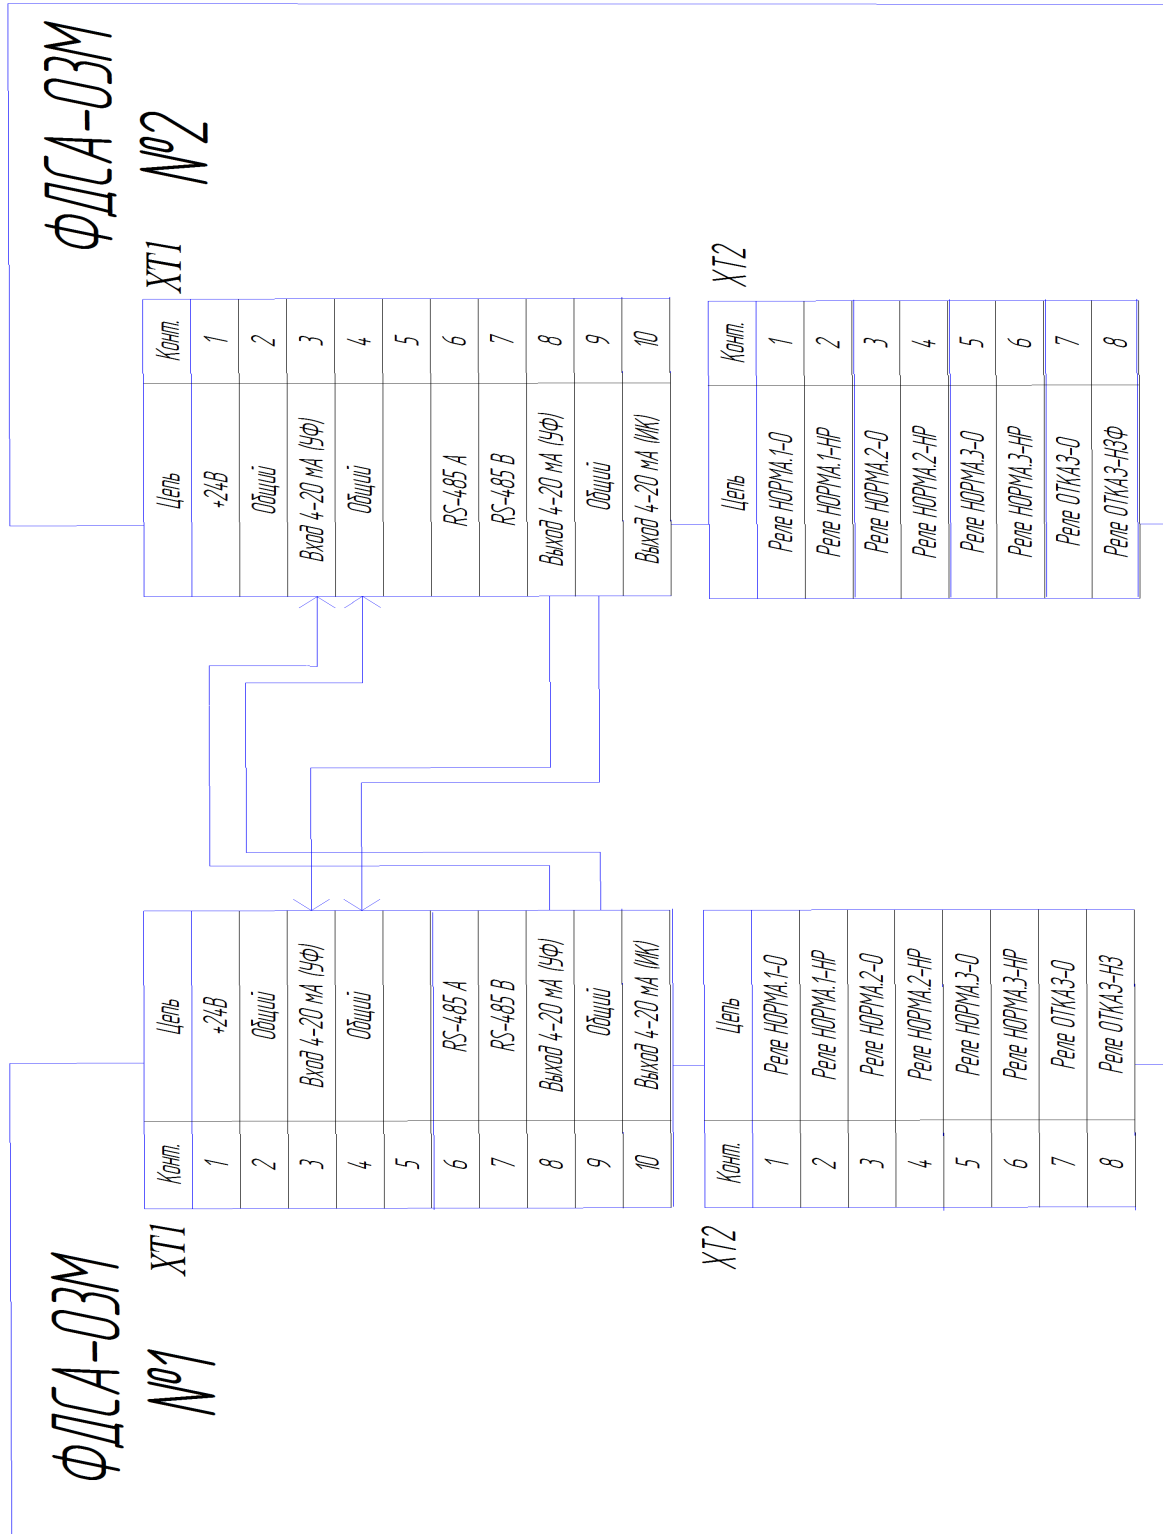 ФДСА-03М
№1
XT1
Конт. Цепь
1 +24В
2 Общий
3 Вход 4-20 мА (УФ)
4 Общий
5
6 RS-485 A
7 RS-485 B
8 Выход 4-20 мА (УФ)
9 Общий
10 Выход 4-20 мА (ИК)
XT2
Конт. Цепь
1 Реле НОРМА.1-О
2 Реле НОРМА.1-НР
3 Реле НОРМА.2-О
4 Реле НОРМА.2-НР
5 Реле НОРМА.3-О
6 Реле НОРМА.3-НР
7 Реле ОТКАЗ-О
8 Реле ОТКАЗ-НЗ
ФДСА-03М
№2
XT1
Цепь Конт.
+24В 1
Общий 2
Вход 4-20 мА (УФ) 3
Общий 4
5
RS-485 A 6
RS-485 B 7
Выход 4-20 мА (УФ) 8
Общий 9
Выход 4-20 мА (ИК) 10
XT2
Цепь Конт.
Реле НОРМА.1-О 1
Реле НОРМА.1-НР 2
Реле НОРМА.2-О 3
Реле НОРМА.2-НР 4
Реле НОРМА.3-О 5
Реле НОРМА.3-НР 6
Реле ОТКАЗ-О 7
Реле ОТКАЗ-НЗФ 8